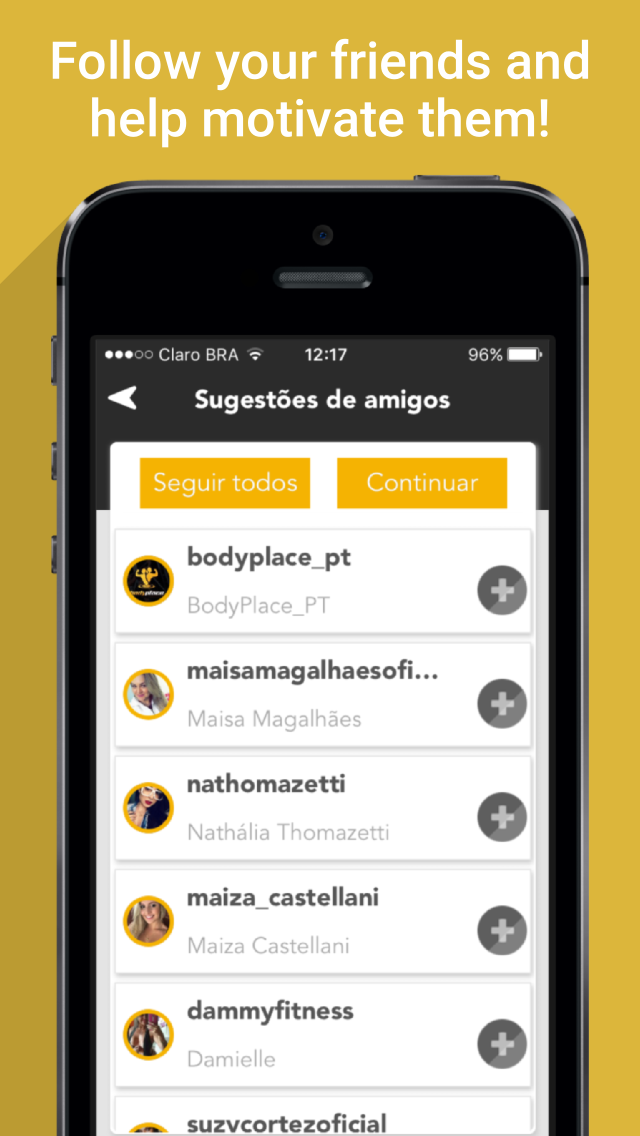 Follow your friends and
help motivate them!
Claro BRA 12:17 96%
Sugestões de amigos
Seguir todos Continuar
bodyplace_pt
BodyPlace_PT
maisamagalhaesofi...
Maisa Magalhães
nathomazetti
Nathália Thomazetti
maiza_castellani
Maiza Castellani
dammyfitness
Damielle
suzycortezoficial